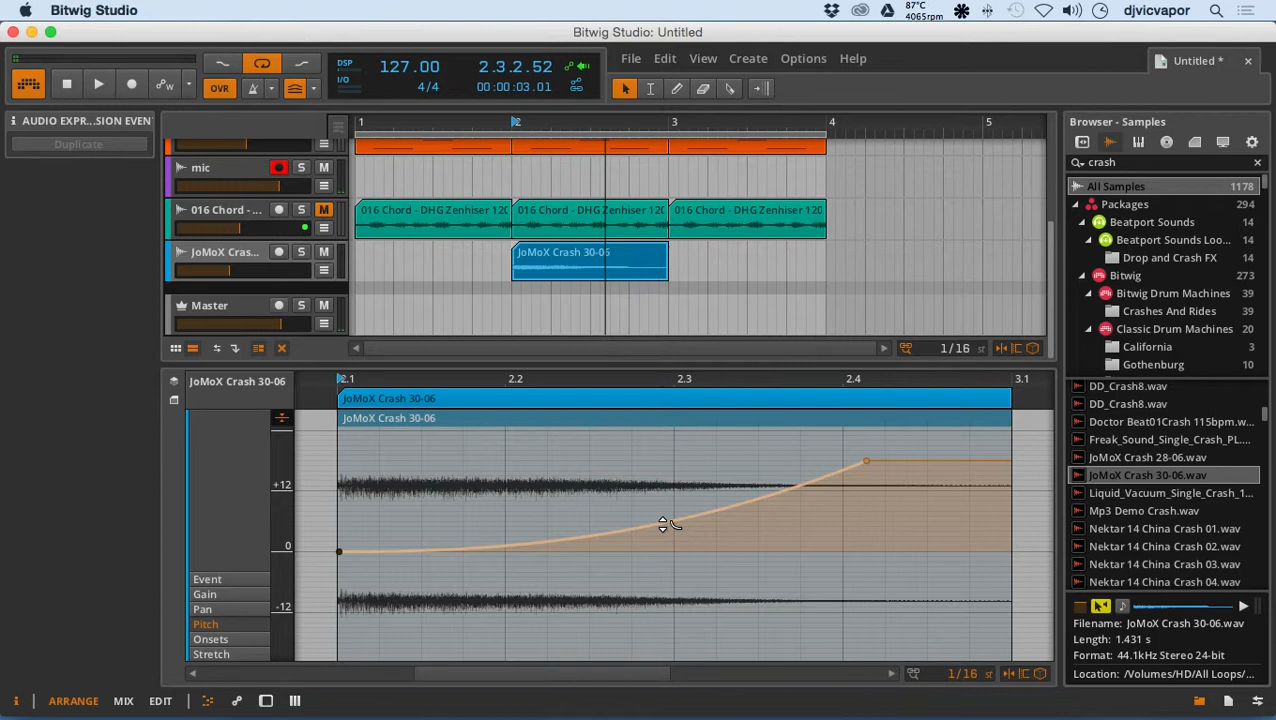 Bitwig Studio
87°C
4065rpm
djvicvapor
Bitwig Studio: Untitled
OVR
DSP
I/O
127.00
4/4
2.3.2.52
00:00:03.01
File Edit View Create Options Help
Untitled *
AUDIO EXPR...SION EVEN
Duplicate
1 2 3 4 5
mic S M
016 Chord - ... S M
016 Chord - DHG Zenhiser 120 016 Chord - DHG Zenhiser 120 016 Chord - DHG Zenhiser 120
JoMoX Cras... S M
JoMoX Crash 30-06
Master S M
1/16 st
JoMoX Crash 30-06
2.1 2.2 2.3 2.4 3.1
JoMoX Crash 30-06
JoMoX Crash 30-06
+12
0
-12
Event
Gain
Pan
Pitch
Onsets
Stretch
1/16 st
ARRANGE MIX EDIT
Browser - Samples
crash
All Samples 1178
Packages 294
Beatport Sounds 14
Beatport Sounds Loo... 14
Drop and Crash FX 14
Bitwig 273
Bitwig Drum Machines 39
Crashes And Rides 39
Classic Drum Machines 20
California 3
Gothenburg 14
DD_Crash8.wav
DD_Crash8.wav
Doctor Beat01Crash 115bpm.w...
Freak_Sound_Single_Crash_PL....
JoMoX Crash 28-06.wav
JoMoX Crash 30-06.wav
Liquid_Vacuum_Single_Crash_1...
Mp3 Demo Crash.wav
Nektar 14 China Crash 01.wav
Nektar 14 China Crash 02.wav
Nektar 14 China Crash 03.wav
Nektar 14 China Crash 04.wav
Filename: JoMoX Crash 30-06.wav
Length: 1.431 s
Format: 44.1kHz Stereo 24-bit
Location: /Volumes/HD/All Loops/...